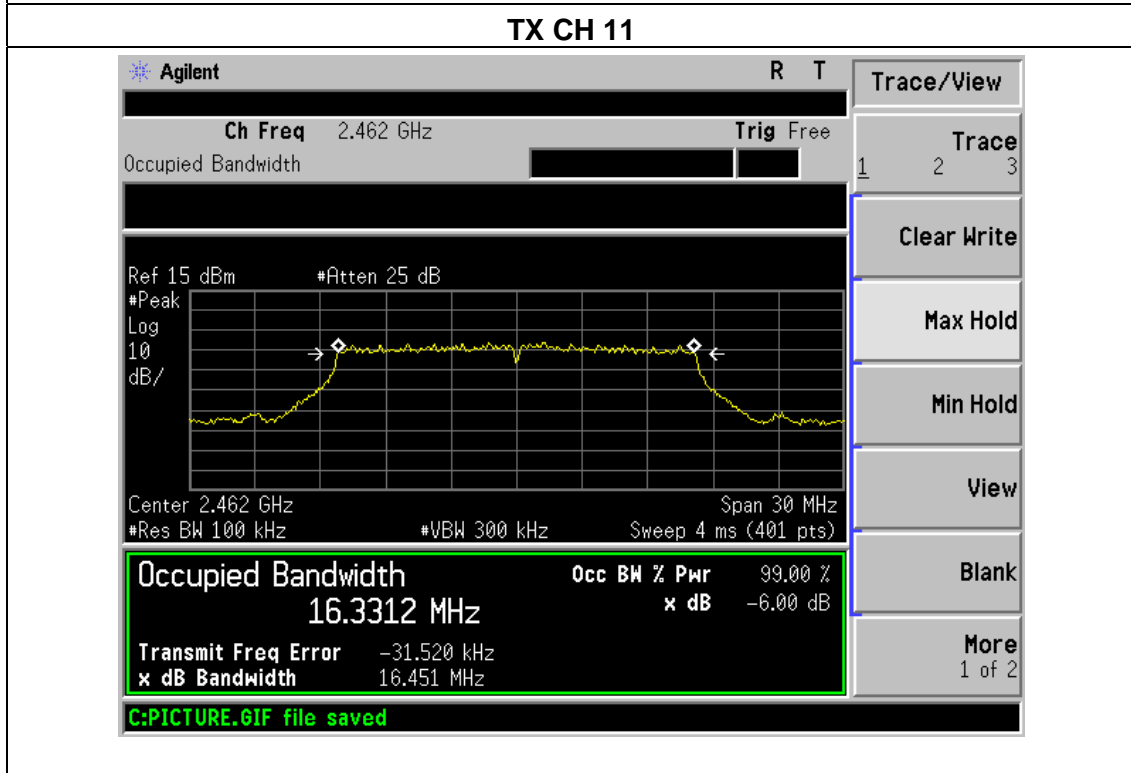 TX CH 11
Agilent R T
Trace/View
Ch Freq 2.462 GHz Trig Free
Occupied Bandwidth
Trace
1 2 3
Clear Write
Ref 15 dBm #Atten 25 dB
#Peak
Log
10
dB/
Max Hold
Min Hold
View
Center 2.462 GHz Span 30 MHz
#Res BW 100 kHz #VBW 300 kHz Sweep 4 ms (401 pts)
Occupied Bandwidth Occ BW % Pwr 99.00 %
16.3312 MHz x dB -6.00 dB
Blank
Transmit Freq Error -31.520 kHz
x dB Bandwidth 16.451 MHz
More
1 of 2
C:PICTURE.GIF file saved